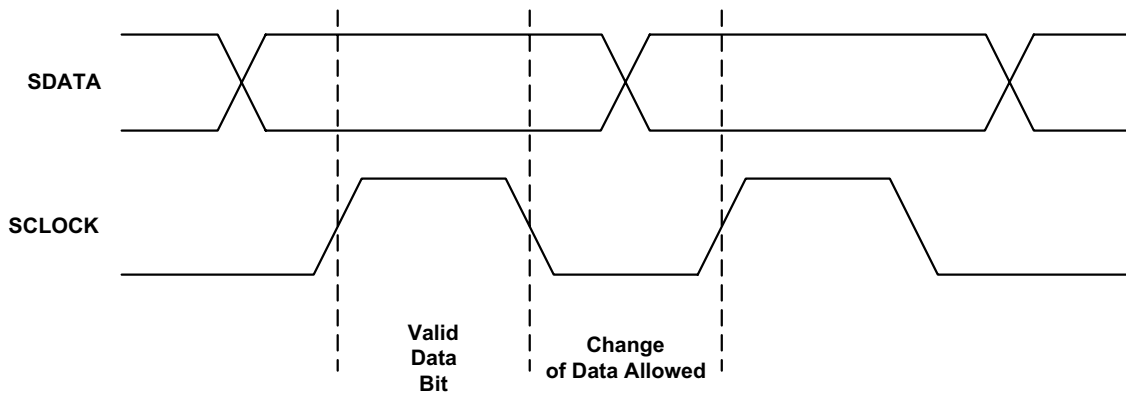 SDATA
SCLOCK
Valid
Data
Bit
Change
of Data Allowed